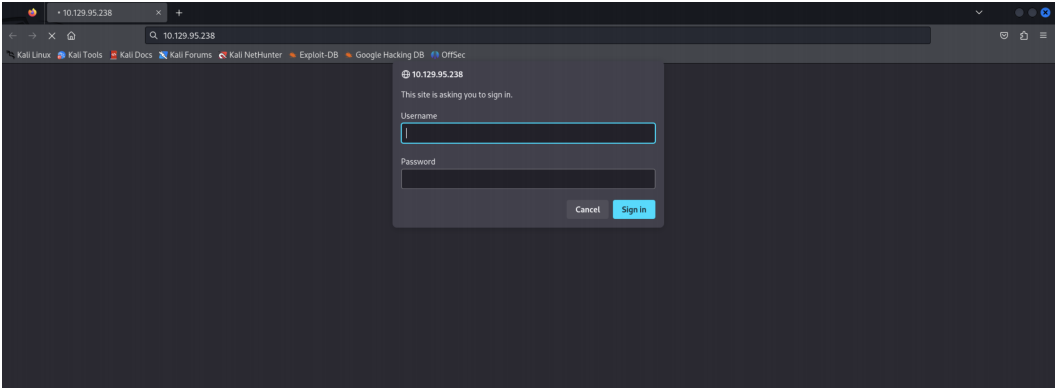 10.129.95.238
10.129.95.238
Kali Linux Kali Tools Kali Docs Kali Forums Kali NetHunter Exploit-DB Google Hacking DB OffSec
10.129.95.238
This site is asking you to sign in.
Username
Password
Cancel Sign in